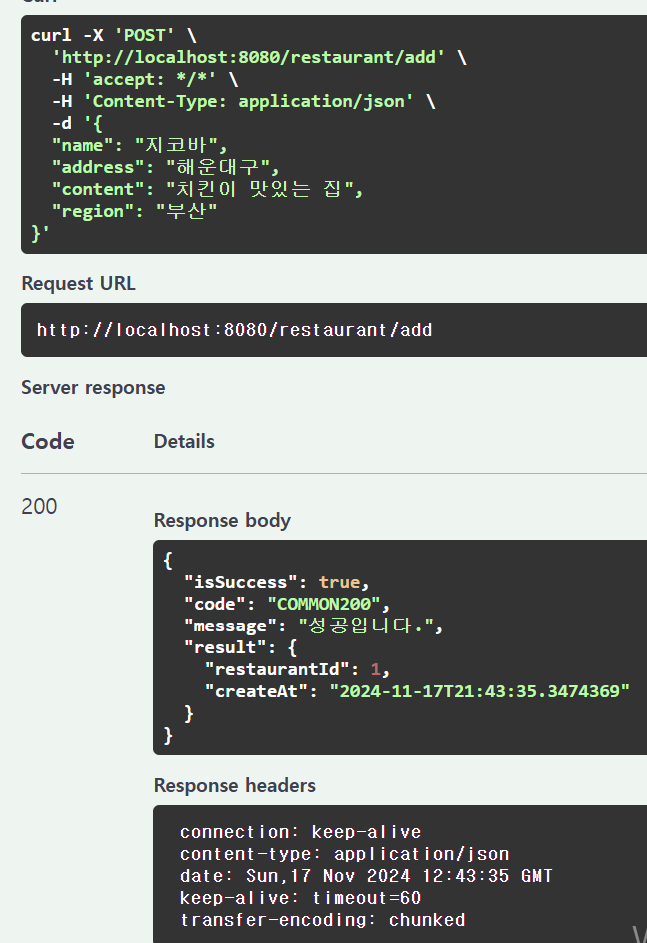 curl -X 'POST' \
  'http://localhost:8080/restaurant/add' \
  -H 'accept: */*' \
  -H 'Content-Type: application/json' \
  -d '{
  "name": "지코바",
  "address": "해운대구",
  "content": "치킨이 맛있는 집",
  "region": "부산"
}'
Request URL
http://localhost:8080/restaurant/add
Server response
Code Details
200
Response body
{
  "isSuccess": true,
  "code": "COMMON200",
  "message": "성공입니다.",
  "result": {
    "restaurantId": 1,
    "createAt": "2024-11-17T21:43:35.3474369"
  }
}
Response headers
connection: keep-alive
content-type: application/json
date: Sun,17 Nov 2024 12:43:35 GMT
keep-alive: timeout=60
transfer-encoding: chunked